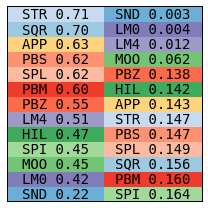 STR 0.71 SND 0.003
SQR 0.70 LM0 0.004
APP 0.63 LM4 0.012
PBS 0.62 MOO 0.062
SPL 0.62 PBZ 0.138
PBM 0.60 HIL 0.142
PBZ 0.55 APP 0.143
LM4 0.51 STR 0.147
HIL 0.47 PBS 0.147
SPI 0.45 SPL 0.149
MOO 0.45 SQR 0.156
LM0 0.42 PBM 0.160
SND 0.22 SPI 0.164